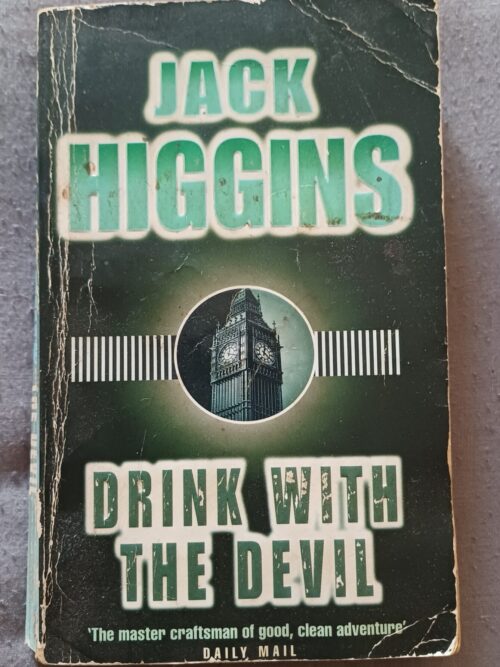 JACK
HIGGINS
DRINK WITH
THE DEVIL
'The master craftsman of good, clean adventure'
DAILY MAIL